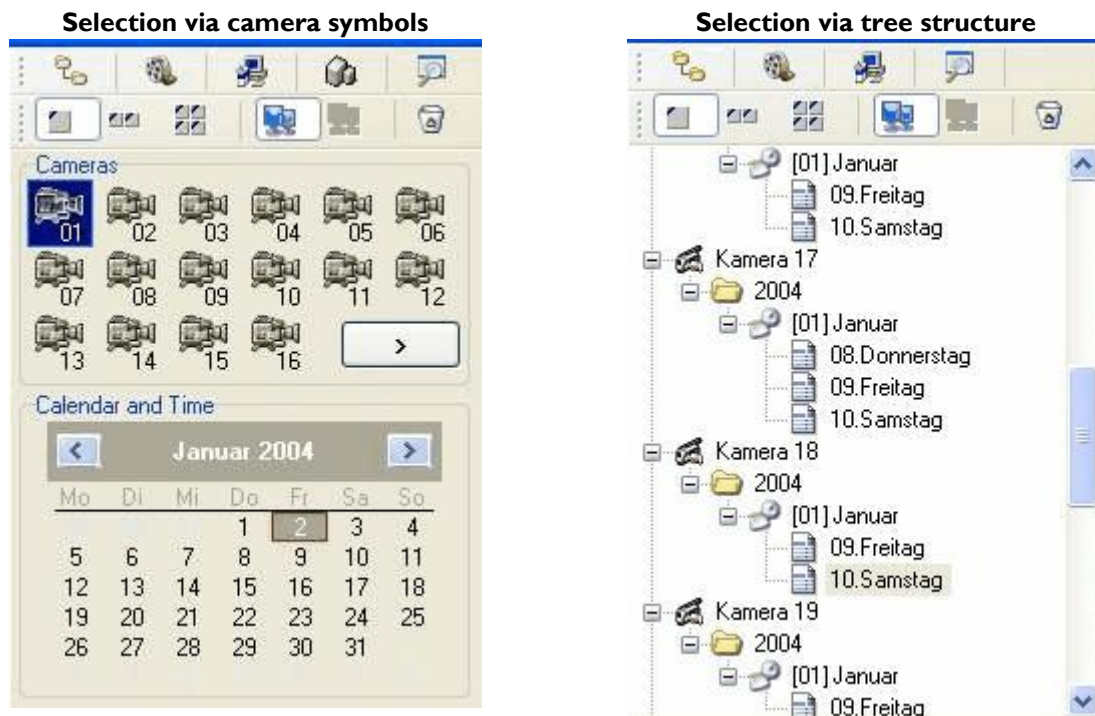 Selection via camera symbols
Cameras
01 02 03 04 05 06
07 08 09 10 11 12
13 14 15 16 >
Calendar and Time
< Januar 2004 >
Mo Di Mi Do Fr Sa So
1 2 3 4
5 6 7 8 9 10 11
12 13 14 15 16 17 18
19 20 21 22 23 24 25
26 27 28 29 30 31
Selection via tree structure
[01] Januar
09.Freitag
10.Samstag
Kamera 17
2004
[01] Januar
08.Donnerstag
09.Freitag
10.Samstag
Kamera 18
2004
[01] Januar
09.Freitag
10.Samstag
Kamera 19
2004
[01] Januar
09.Freitag